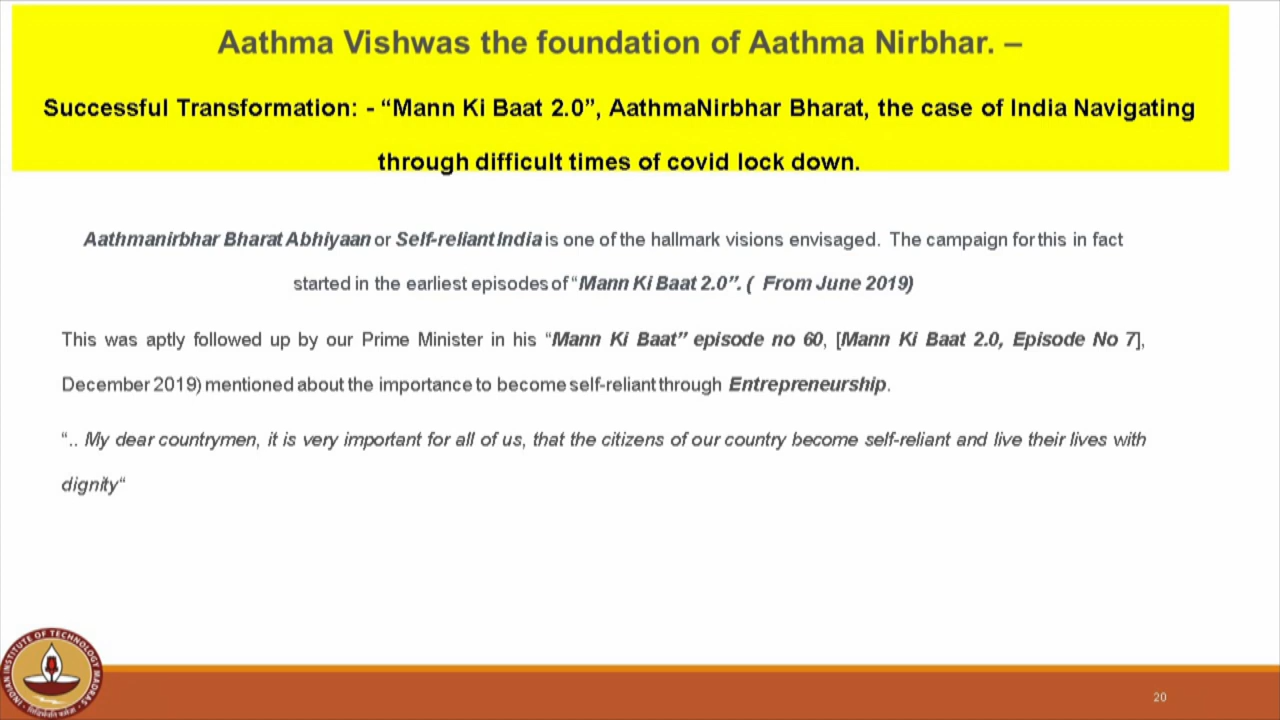 Aathma Vishwas the foundation of Aathma Nirbhar. –
Successful Transformation: - “Mann Ki Baat 2.0”, AathmaNirbhar Bharat, the case of India Navigating
through difficult times of covid lock down.
Aathmanirbhar Bharat Abhiyaan or Self-reliant India is one of the hallmark visions envisaged. The campaign for this in fact
started in the earliest episodes of “Mann Ki Baat 2.0”. ( From June 2019)
This was aptly followed up by our Prime Minister in his “Mann Ki Baat” episode no 60, [Mann Ki Baat 2.0, Episode No 7],
December 2019) mentioned about the importance to become self-reliant through Entrepreneurship.
“.. My dear countrymen, it is very important for all of us, that the citizens of our country become self-reliant and live their lives with
dignity“
INDIAN INSTITUTE OF TECHNOLOGY MADRAS
20